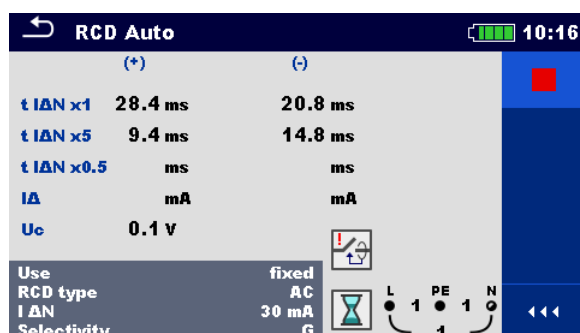 RCD Auto 10:16
(+) (-)
t IΔN x1 28.4 ms 20.8 ms
t IΔN x5 9.4 ms 14.8 ms
t IΔN x0.5 ms ms
IΔ mA mA
Uc 0.1 V
Use fixed
RCD type AC
I ΔN 30 mA
Selectivity G
L PE N
1 1
1